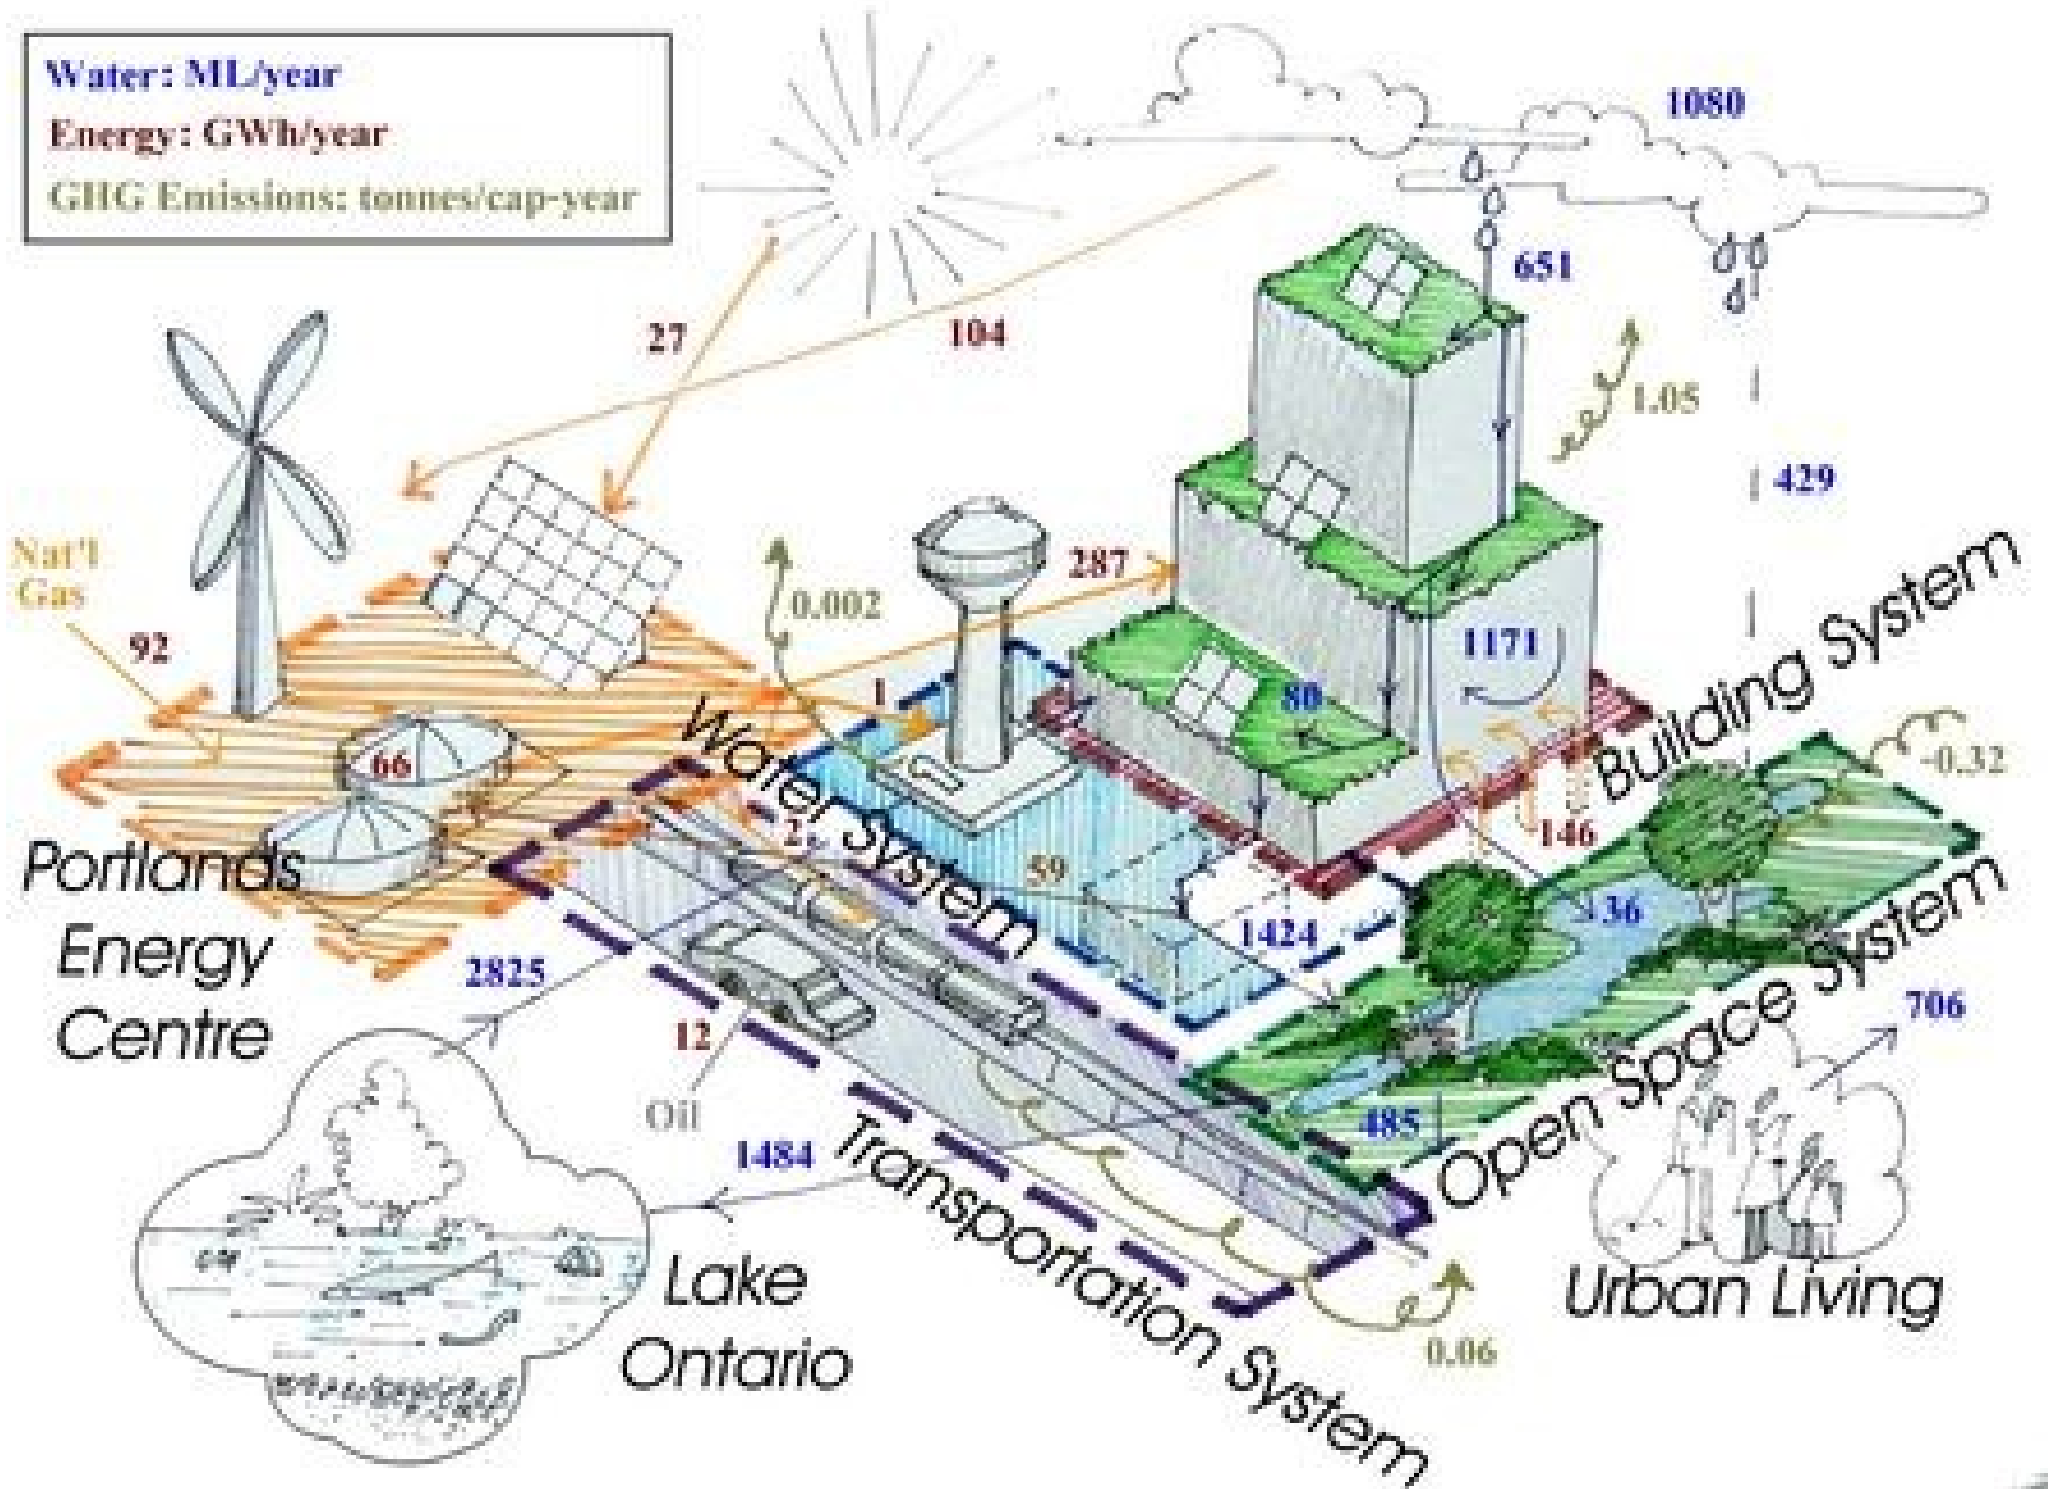 Water: ML/year
Energy: GWh/year
GHG Emissions: tonnes/cap-year
1080
651
27
104
1.05
429
Nat'l
Gas
92
287
0.002
1171
1
80
66
Water System
Building System
-0.32
2
146
59
Portlands
Energy
Centre
36
1424
2825
Open Space System
706
12
Oil
485
1484
Transportation System
Lake
Ontario
Urban Living
0.06